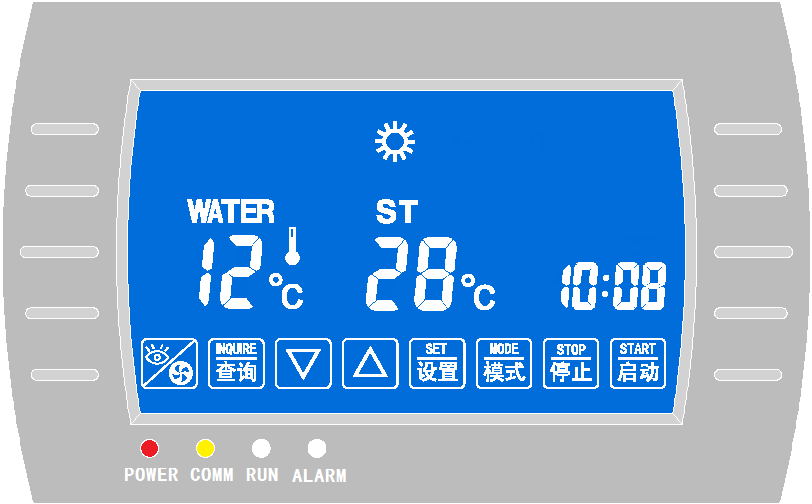 WATER ST
12 °C 28 °C 10:08
INQUIRE SET MODE STOP START
查询 设置 模式 停止 启动
POWER COMM RUN ALARM